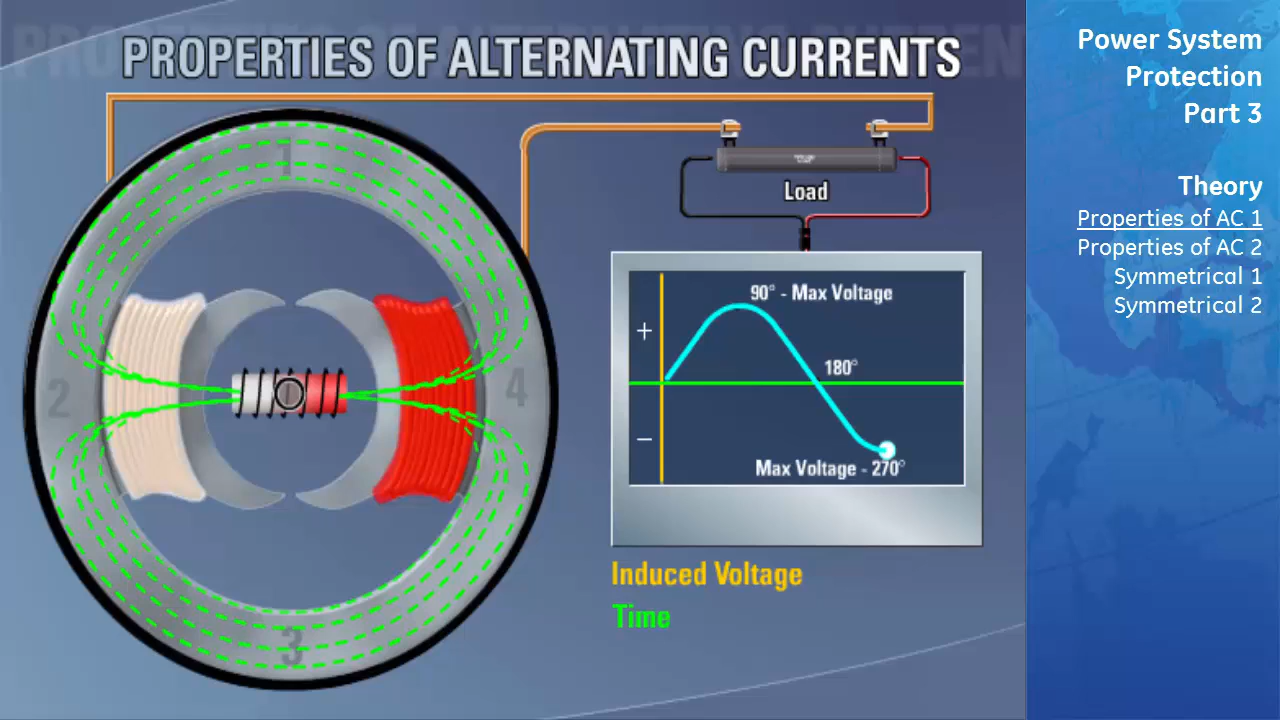 PROPERTIES OF ALTERNATING CURRENTS
1
2
4
3
Load
+
90° - Max Voltage
180°
−
Max Voltage - 270°
Induced Voltage
Time
Power System
Protection
Part 3
Theory
Properties of AC 1
Properties of AC 2
Symmetrical 1
Symmetrical 2